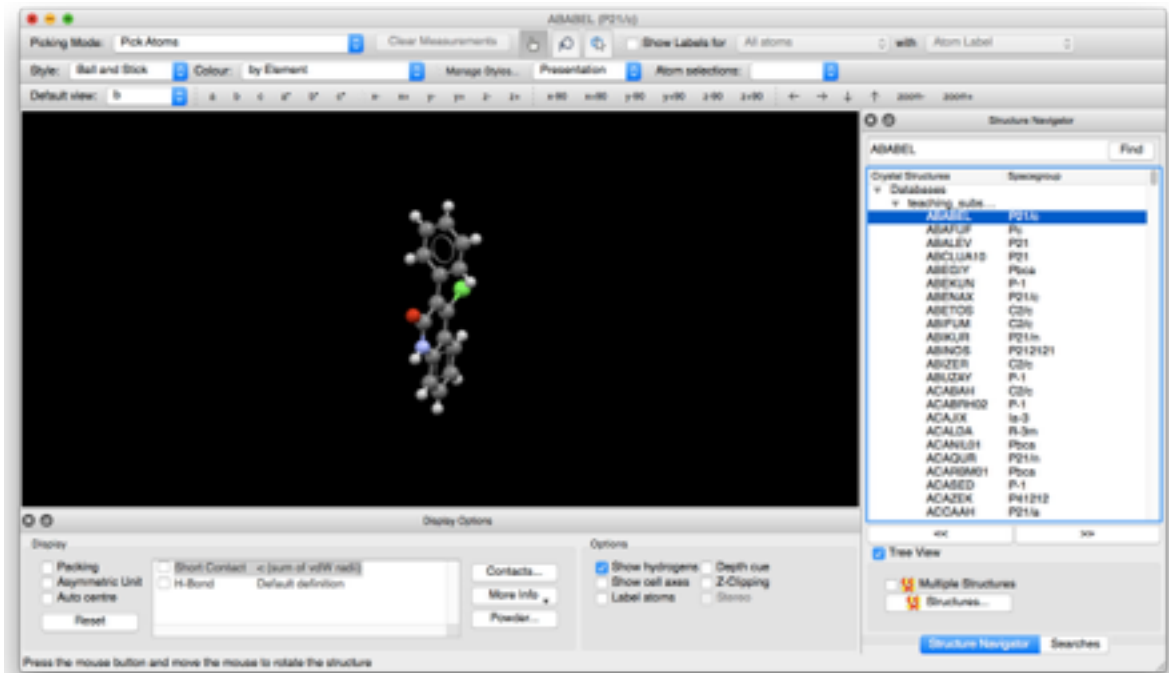 ABABEL (P21/c)
Picking Mode: Pick Atoms Clear Measurements Show Labels for All atoms with Atom Label
Style: Ball and Stick Colour: by Element Manage Styles... Presentation Atom selections:
Default view: b a b c a* b* c* x- x+ y- y+ z- z+ x-90 x+90 y-90 y+90 z-90 z+90 ← → ↓ ↑ zoom- zoom+
Structure Navigator
ABABEL Find
Crystal Structures Spacegroup
Databases
teaching_subs...
ABABEL P21/c
ABAFUF Pc
ABALEV P21
ABCLUA10 P21
ABEGIY Pbca
ABEKUN P-1
ABENAX P21/c
ABETOS C2/c
ABIFUM C2/c
ABIKUR P21/n
ABINOS P212121
ABIZER C2/c
ABUZAY P-1
ACABAH C2/c
ACABRH02 P-1
ACAJIX Ia-3
ACALDA R-3m
ACANIL01 Pbca
ACAQUR P21/n
ACARBM01 Pbca
ACASED P-1
ACAZEK P41212
ACCAAH P21/a
<< >>
Tree View
Multiple Structures
Structures...
Structure Navigator Searches
Display Options
Display
Packing
Asymmetric Unit
Auto centre
Reset
Short Contact < (sum of vdW radii)
H-Bond Default definition
Contacts...
More Info
Powder...
Options
Show hydrogens Depth cue
Show cell axes Z-Clipping
Label atoms Stereo
Press the mouse button and move the mouse to rotate the structure